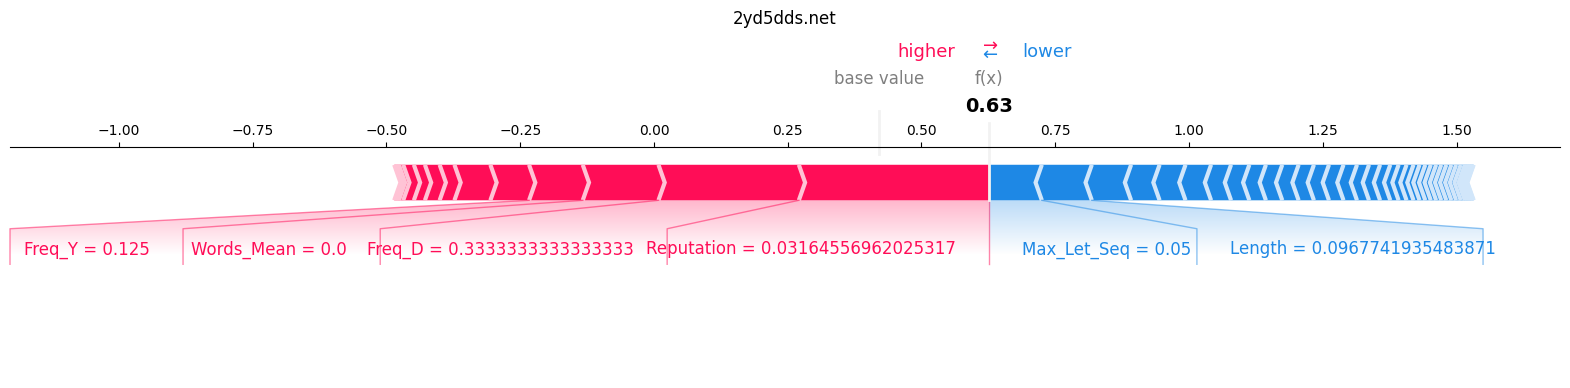 2yd5dds.net
higher ⇄ lower
base value f(x)
0.63
−1.00 −0.75 −0.50 −0.25 0.00 0.25 0.50 0.75 1.00 1.25 1.50
Freq_Y = 0.125 Words_Mean = 0.0 Freq_D = 0.3333333333333333 Reputation = 0.03164556962025317 Max_Let_Seq = 0.05 Length = 0.0967741935483871